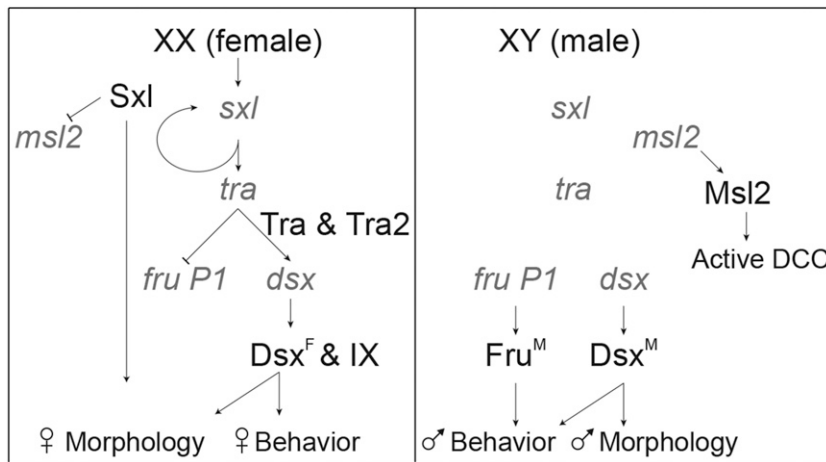 XX (female)
Sxl
sxl
msl2
tra
Tra & Tra2
fru P1
dsx
Dsxᶠ & IX
♀ Morphology
♀ Behavior
XY (male)
sxl
msl2
tra
Msl2
Active DCC
fru P1
dsx
Fruᴹ
Dsxᴹ
♂ Behavior
♂ Morphology